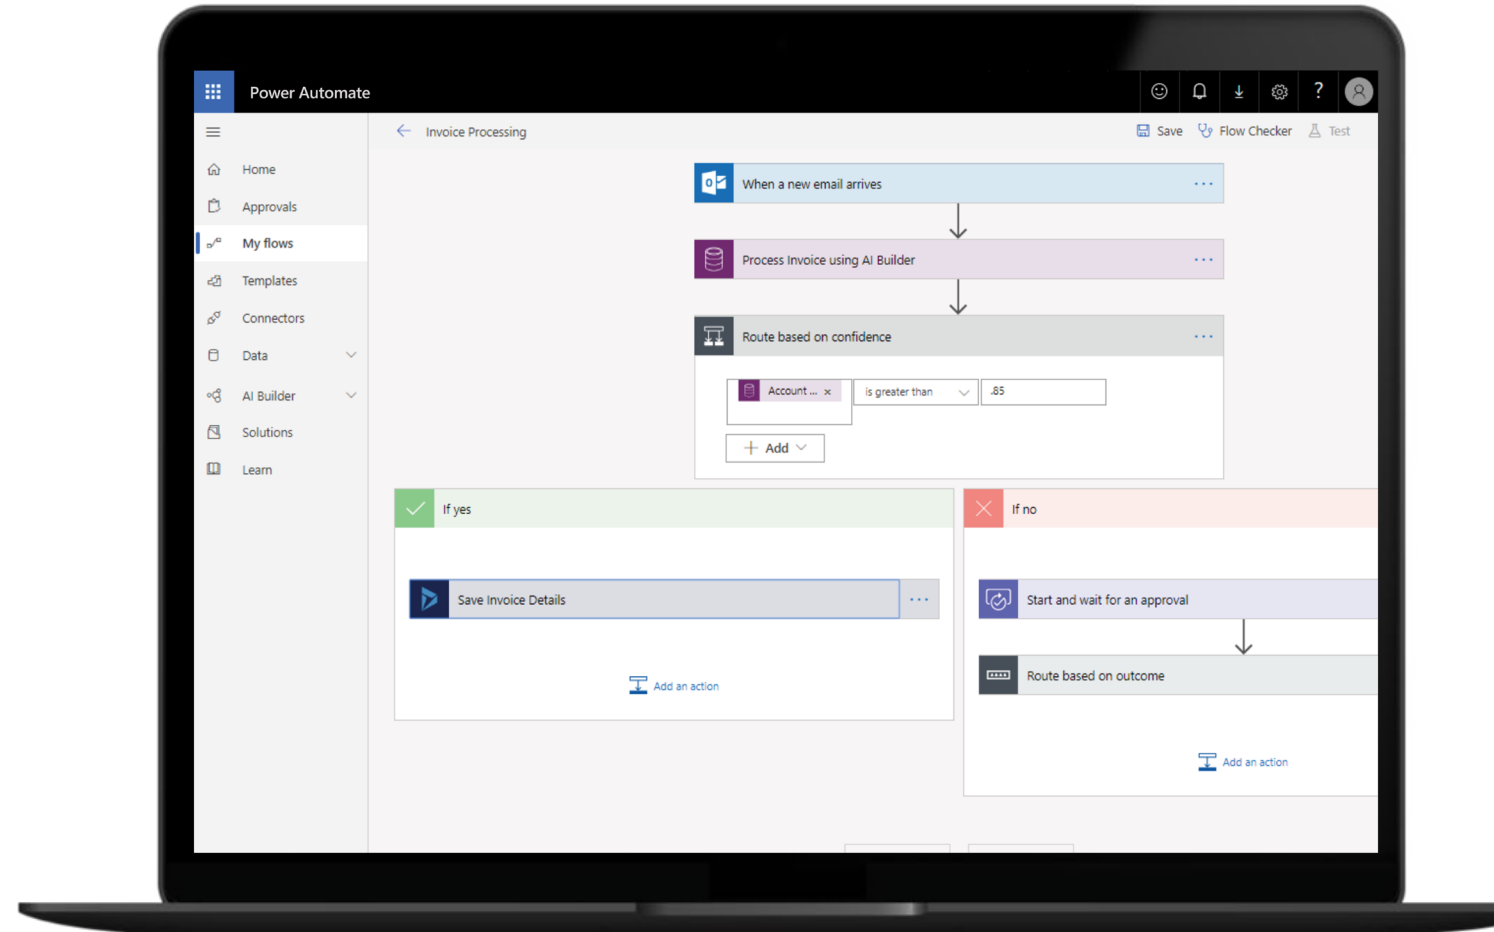 Power Automate
?
Invoice Processing
Save
Flow Checker
Test
Home
Approvals
My flows
Templates
Connectors
Data
AI Builder
Solutions
Learn
When a new email arrives
Process Invoice using AI Builder
Route based on confidence
Account ... x
is greater than
.85
+ Add
If yes
Save Invoice Details
Add an action
If no
Start and wait for an approval
Route based on outcome
Add an action